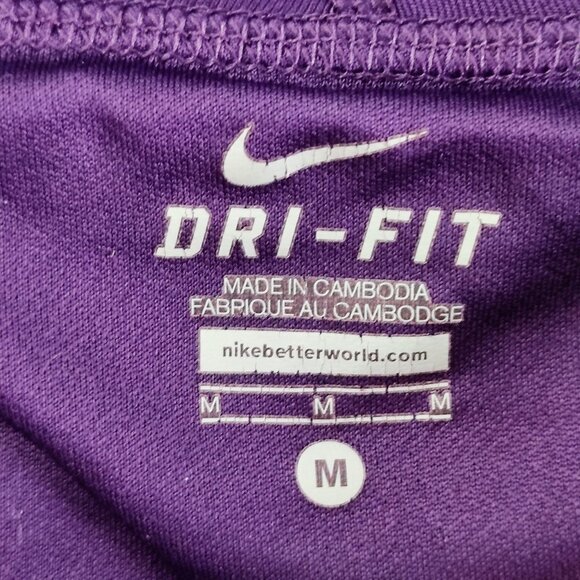 DRI-FIT
MADE IN CAMBODIA
FABRIQUE AU CAMBODGE
nikebetterworld.com
M M M
M